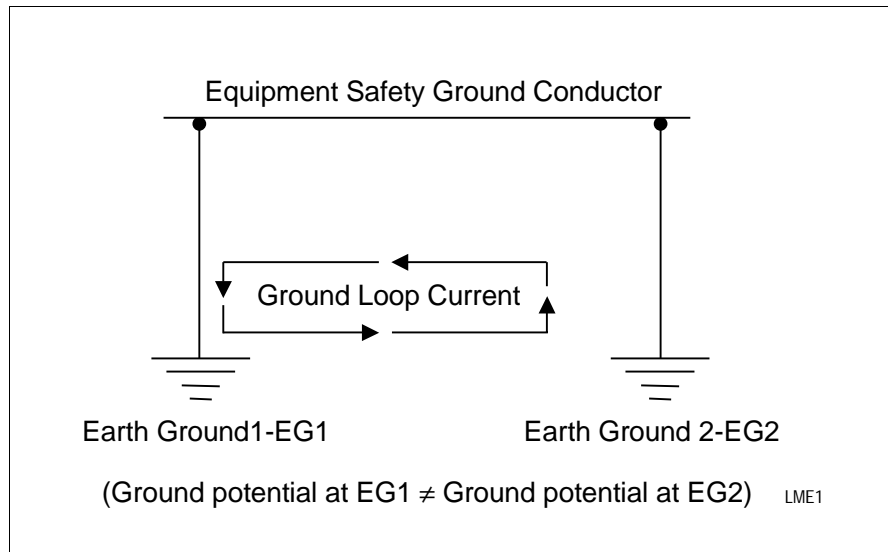 Equipment Safety Ground Conductor
Ground Loop Current
Earth Ground1-EG1
Earth Ground 2-EG2
(Ground potential at EG1 ≠ Ground potential at EG2)
LME1